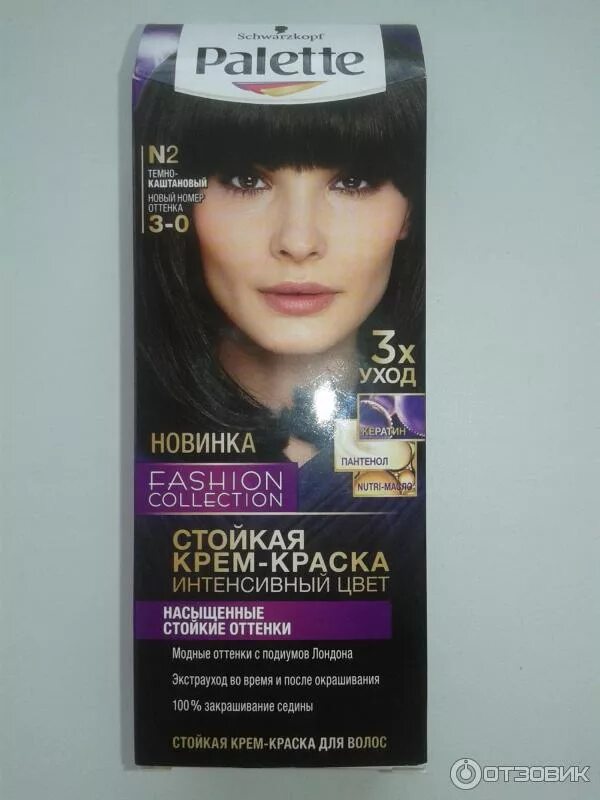 Schwarzkopf
Palette
N2
ТЕМНО-
КАШТАНОВЫЙ
НОВЫЙ НОМЕР
ОТТЕНКА
3-0
3х
УХОД
КЕРАТИН
ПАНТЕНОЛ
NUTRI-МАСЛО
НОВИНКА
FASHION
COLLECTION
СТОЙКАЯ
КРЕМ-КРАСКА
ИНТЕНСИВНЫЙ ЦВЕТ
НАСЫЩЕННЫЕ
СТОЙКИЕ ОТТЕНКИ
Модные оттенки с подиумов Лондона
Экстрауход во время и после окрашивания
100% закрашивание седины
СТОЙКАЯ КРЕМ-КРАСКА ДЛЯ ВОЛОС
ОТЗОВИК